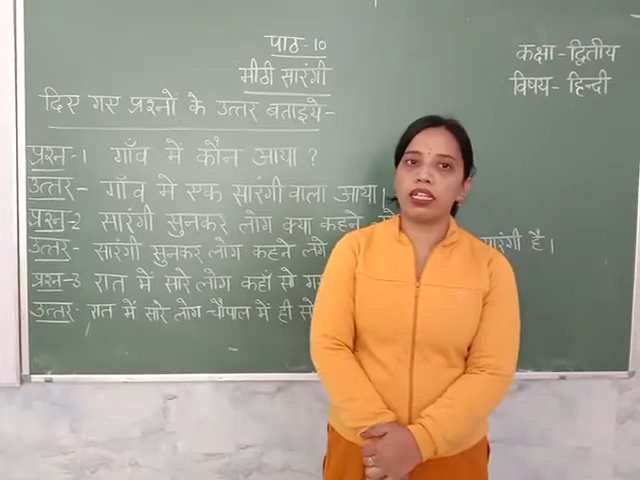 पाठ-10
मीठी सारंगी
कक्षा-द्वितीय
विषय- हिन्दी
दिए गए प्रश्नों के उत्तर बताइये-
प्रश्न-1 गाँव में कौन आया ?
उत्तर- गाँव मे एक सारंगी वाला आया।
प्रश्न-2 सारंगी सुनकर लोग क्या कहने
उत्तर- सारंगी सुनकर लोग कहने लगे सारंगी है।
प्रश्न-3 रात में सारे लोग कहाँ सो
उत्तर- रात में सारे लोग चौपाल में ही